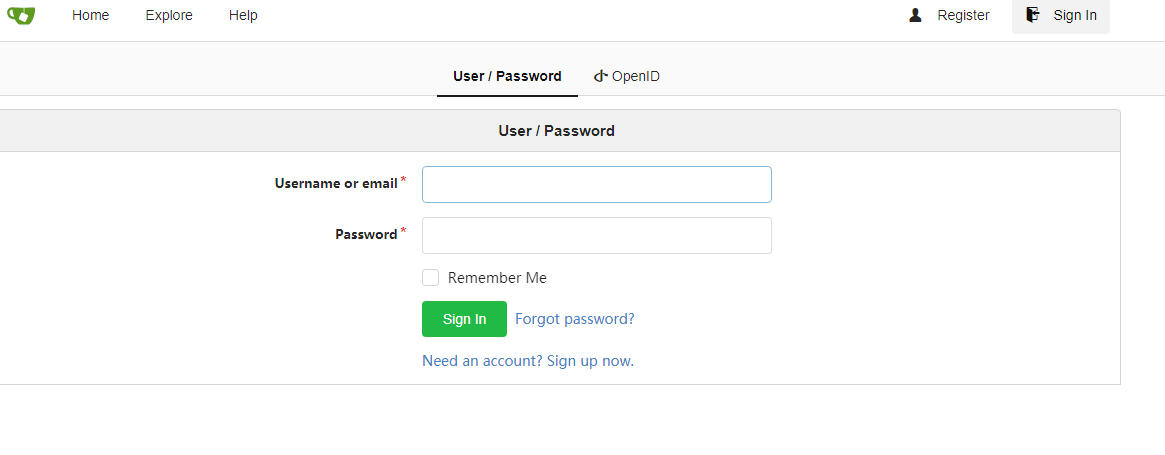 Home Explore Help Register Sign In
User / Password OpenID
User / Password
Username or email *
Password *
Remember Me
Sign In Forgot password?
Need an account? Sign up now.